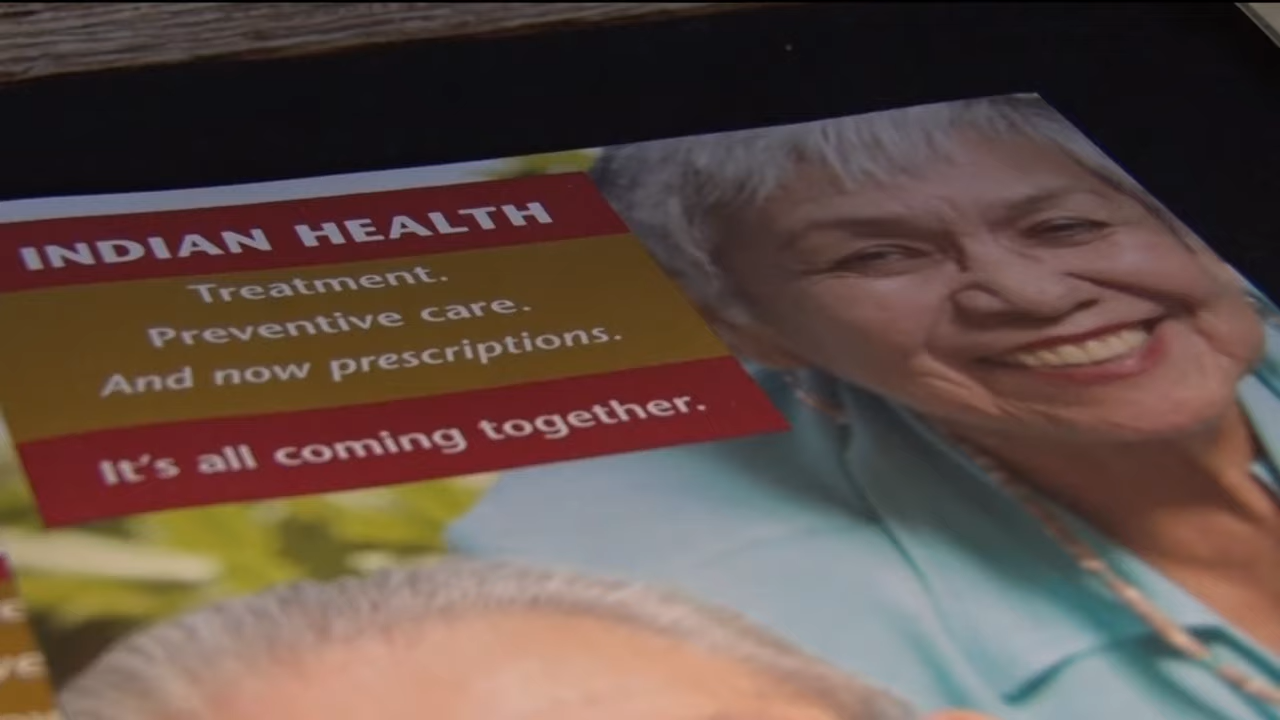 INDIAN HEALTH
Treatment.
Preventive care.
And now prescriptions.
It's all coming together.